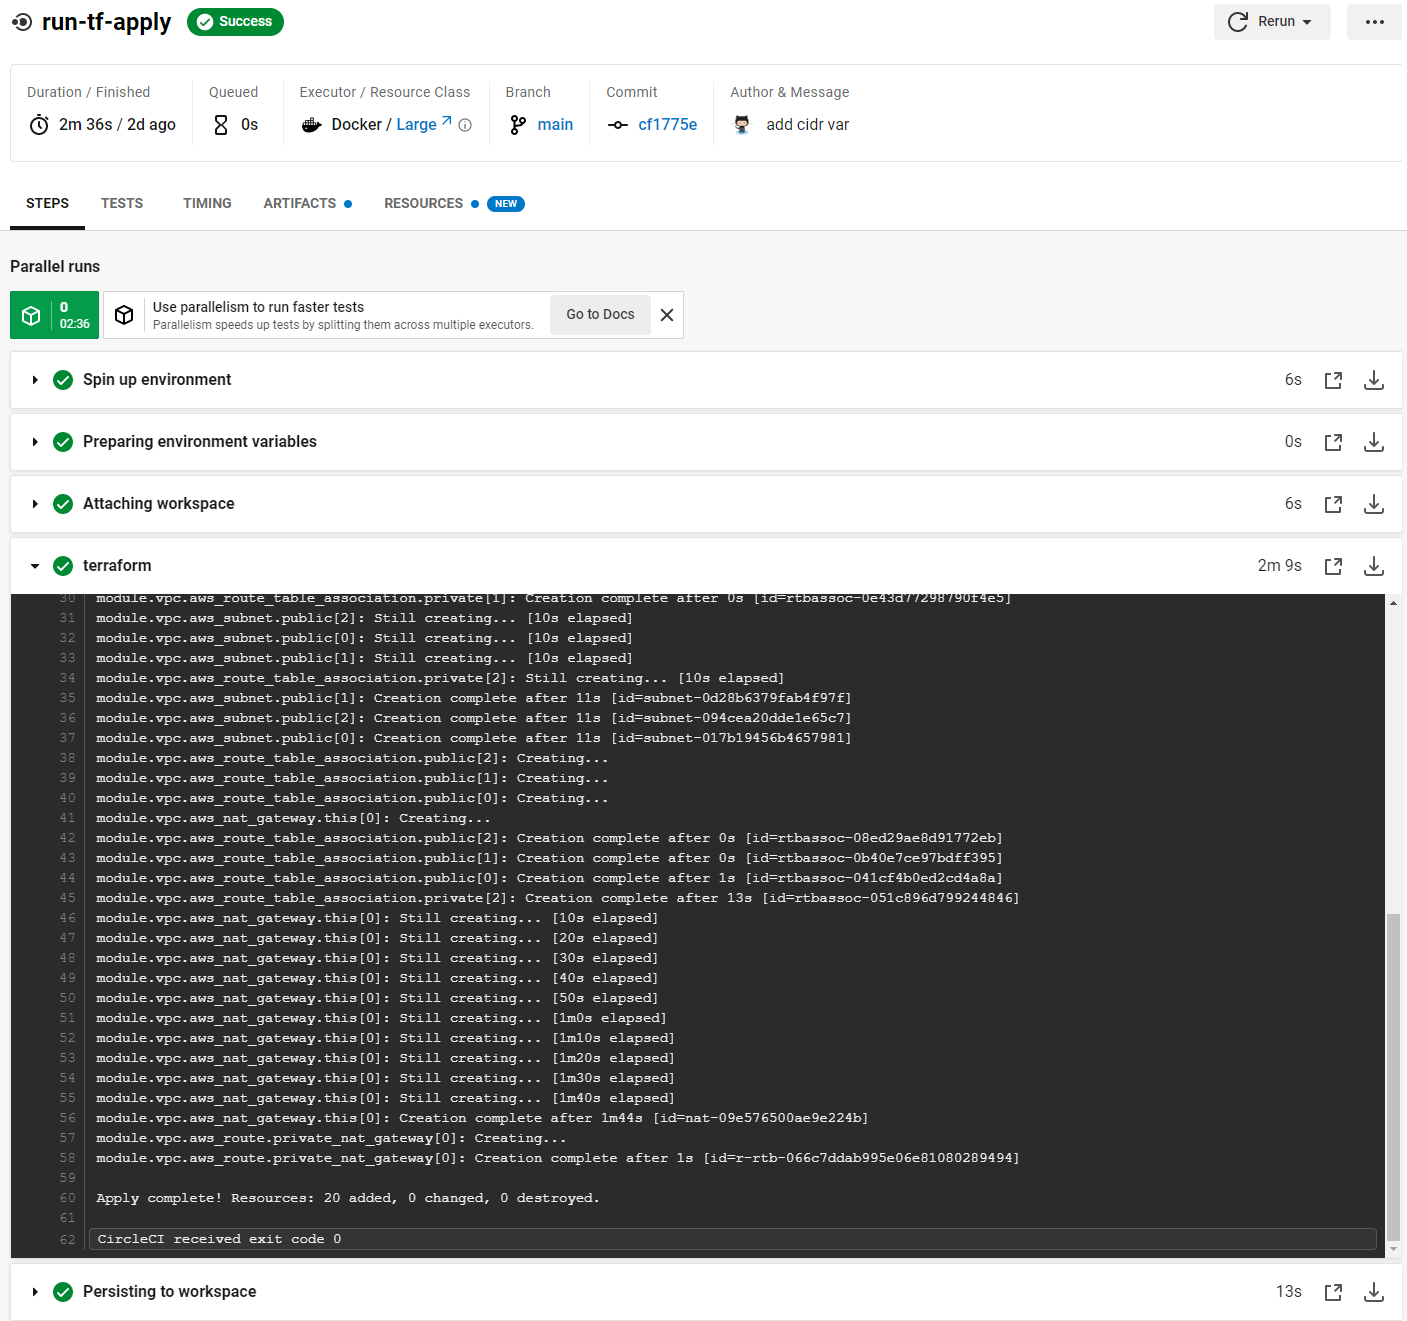 run-tf-apply Success Rerun
Duration / Finished Queued Executor / Resource Class Branch Commit Author & Message
2m 36s / 2d ago 0s Docker / Large main cf1775e add cidr var
STEPS TESTS TIMING ARTIFACTS RESOURCES NEW
Parallel runs
0
02:36
Use parallelism to run faster tests
Parallelism speeds up tests by splitting them across multiple executors.
Go to Docs
Spin up environment 6s
Preparing environment variables 0s
Attaching workspace 6s
terraform 2m 9s
30 module.vpc.aws_route_table_association.private[1]: Creation complete after 0s [id=rtbassoc-0e43d77298790f4e5]
31 module.vpc.aws_subnet.public[2]: Still creating... [10s elapsed]
32 module.vpc.aws_subnet.public[0]: Still creating... [10s elapsed]
33 module.vpc.aws_subnet.public[1]: Still creating... [10s elapsed]
34 module.vpc.aws_route_table_association.private[2]: Still creating... [10s elapsed]
35 module.vpc.aws_subnet.public[1]: Creation complete after 11s [id=subnet-0d28b6379fab4f97f]
36 module.vpc.aws_subnet.public[2]: Creation complete after 11s [id=subnet-094cea20dde1e65c7]
37 module.vpc.aws_subnet.public[0]: Creation complete after 11s [id=subnet-017b19456b4657981]
38 module.vpc.aws_route_table_association.public[2]: Creating...
39 module.vpc.aws_route_table_association.public[1]: Creating...
40 module.vpc.aws_route_table_association.public[0]: Creating...
41 module.vpc.aws_nat_gateway.this[0]: Creating...
42 module.vpc.aws_route_table_association.public[2]: Creation complete after 0s [id=rtbassoc-08ed29ae8d91772eb]
43 module.vpc.aws_route_table_association.public[1]: Creation complete after 0s [id=rtbassoc-0b40e7ce97bdff395]
44 module.vpc.aws_route_table_association.public[0]: Creation complete after 1s [id=rtbassoc-041cf4b0ed2cd4a8a]
45 module.vpc.aws_route_table_association.private[2]: Creation complete after 13s [id=rtbassoc-051c896d799244846]
46 module.vpc.aws_nat_gateway.this[0]: Still creating... [10s elapsed]
47 module.vpc.aws_nat_gateway.this[0]: Still creating... [20s elapsed]
48 module.vpc.aws_nat_gateway.this[0]: Still creating... [30s elapsed]
49 module.vpc.aws_nat_gateway.this[0]: Still creating... [40s elapsed]
50 module.vpc.aws_nat_gateway.this[0]: Still creating... [50s elapsed]
51 module.vpc.aws_nat_gateway.this[0]: Still creating... [1m0s elapsed]
52 module.vpc.aws_nat_gateway.this[0]: Still creating... [1m10s elapsed]
53 module.vpc.aws_nat_gateway.this[0]: Still creating... [1m20s elapsed]
54 module.vpc.aws_nat_gateway.this[0]: Still creating... [1m30s elapsed]
55 module.vpc.aws_nat_gateway.this[0]: Still creating... [1m40s elapsed]
56 module.vpc.aws_nat_gateway.this[0]: Creation complete after 1m44s [id=nat-09e576500ae9e224b]
57 module.vpc.aws_route.private_nat_gateway[0]: Creating...
58 module.vpc.aws_route.private_nat_gateway[0]: Creation complete after 1s [id=r-rtb-066c7ddab995e06e81080289494]
59
60 Apply complete! Resources: 20 added, 0 changed, 0 destroyed.
61
62 CircleCI received exit code 0
Persisting to workspace 13s